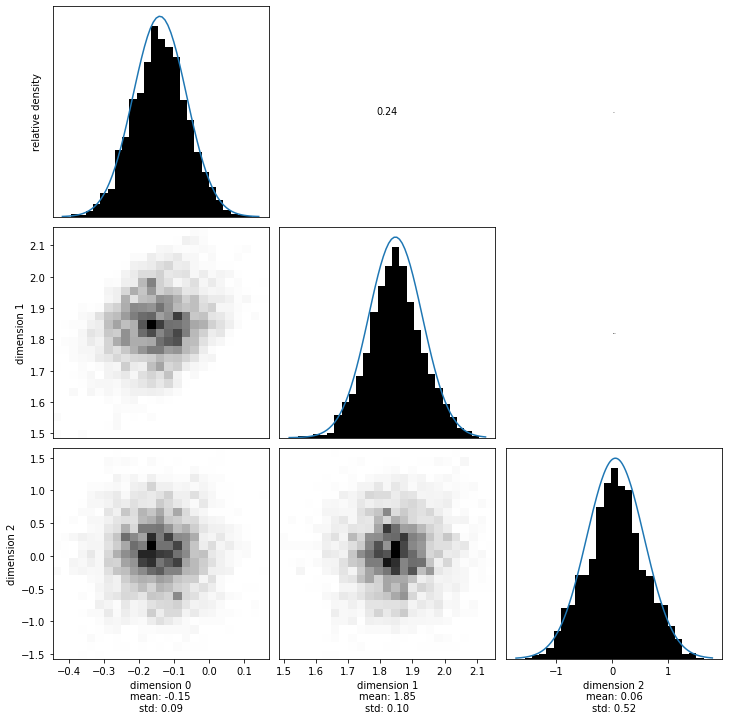 relative density
0.24
dimension 1
2.1
2.0
1.9
1.8
1.7
1.6
1.5
dimension 2
1.5
1.0
0.5
0.0
−0.5
−1.0
−1.5
−0.4 −0.3 −0.2 −0.1 0.0 0.1
1.5 1.6 1.7 1.8 1.9 2.0 2.1
−1 0 1
dimension 0
mean: -0.15
std: 0.09
dimension 1
mean: 1.85
std: 0.10
dimension 2
mean: 0.06
std: 0.52